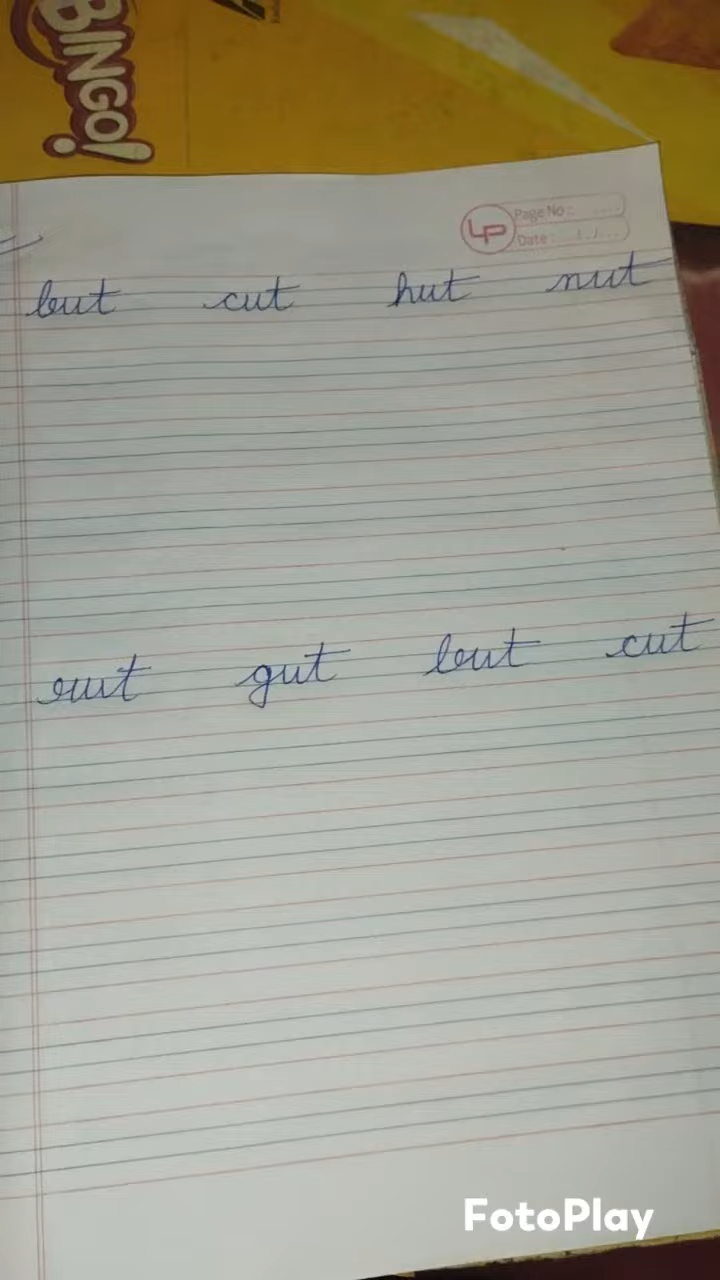 BINGO!
LP Page No :
Date :
but cut hut nut
rut gut but cut
FotoPlay